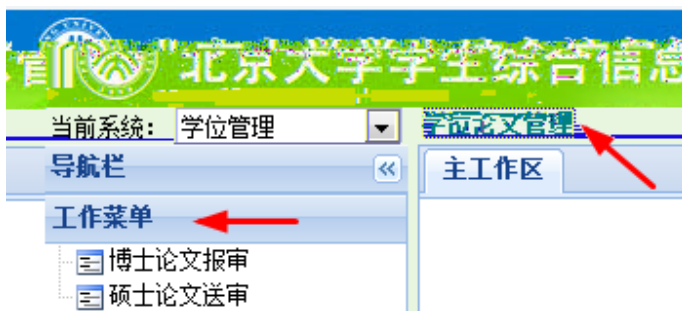 北京大学学生综合信息
当前系统： 学位管理 学位论文管理
导航栏 主工作区
工作菜单
博士论文报审
硕士论文送审